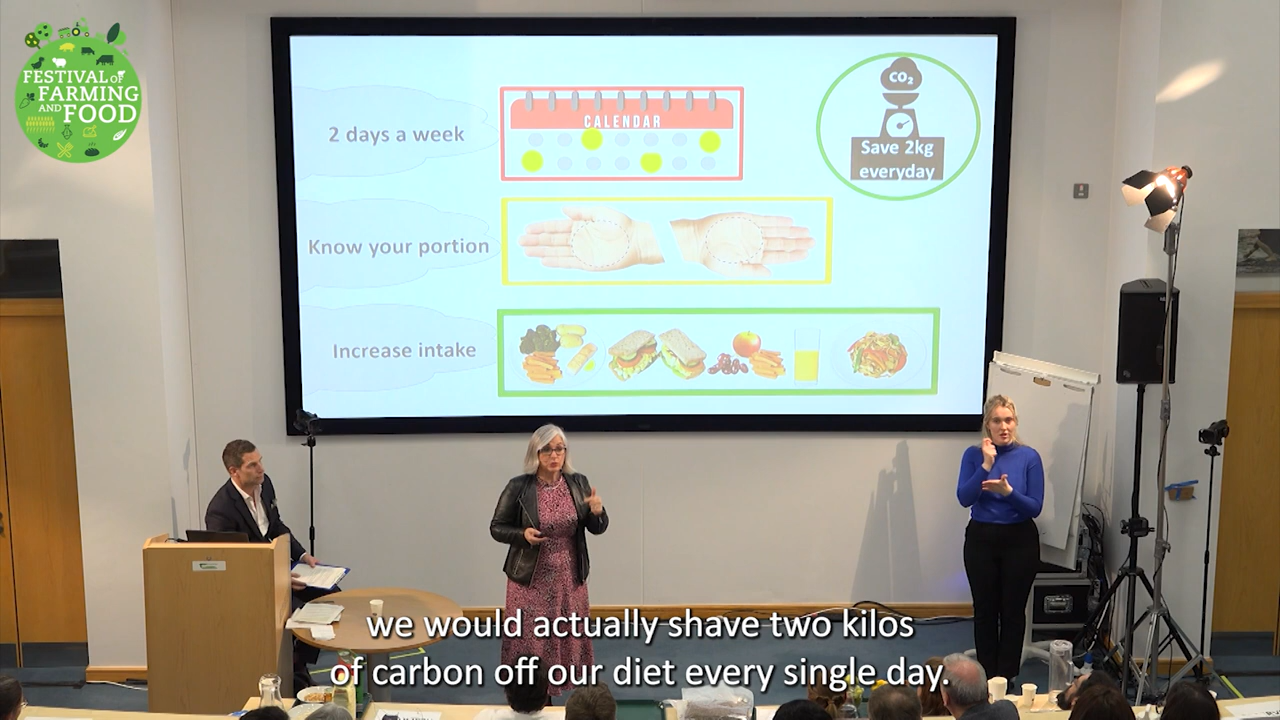 FESTIVAL of
FARMING
AND FOOD
2 days a week
CALENDAR
CO₂
Save 2kg
everyday
Know your portion
Increase intake
we would actually shave two kilos
of carbon off our diet every single day.